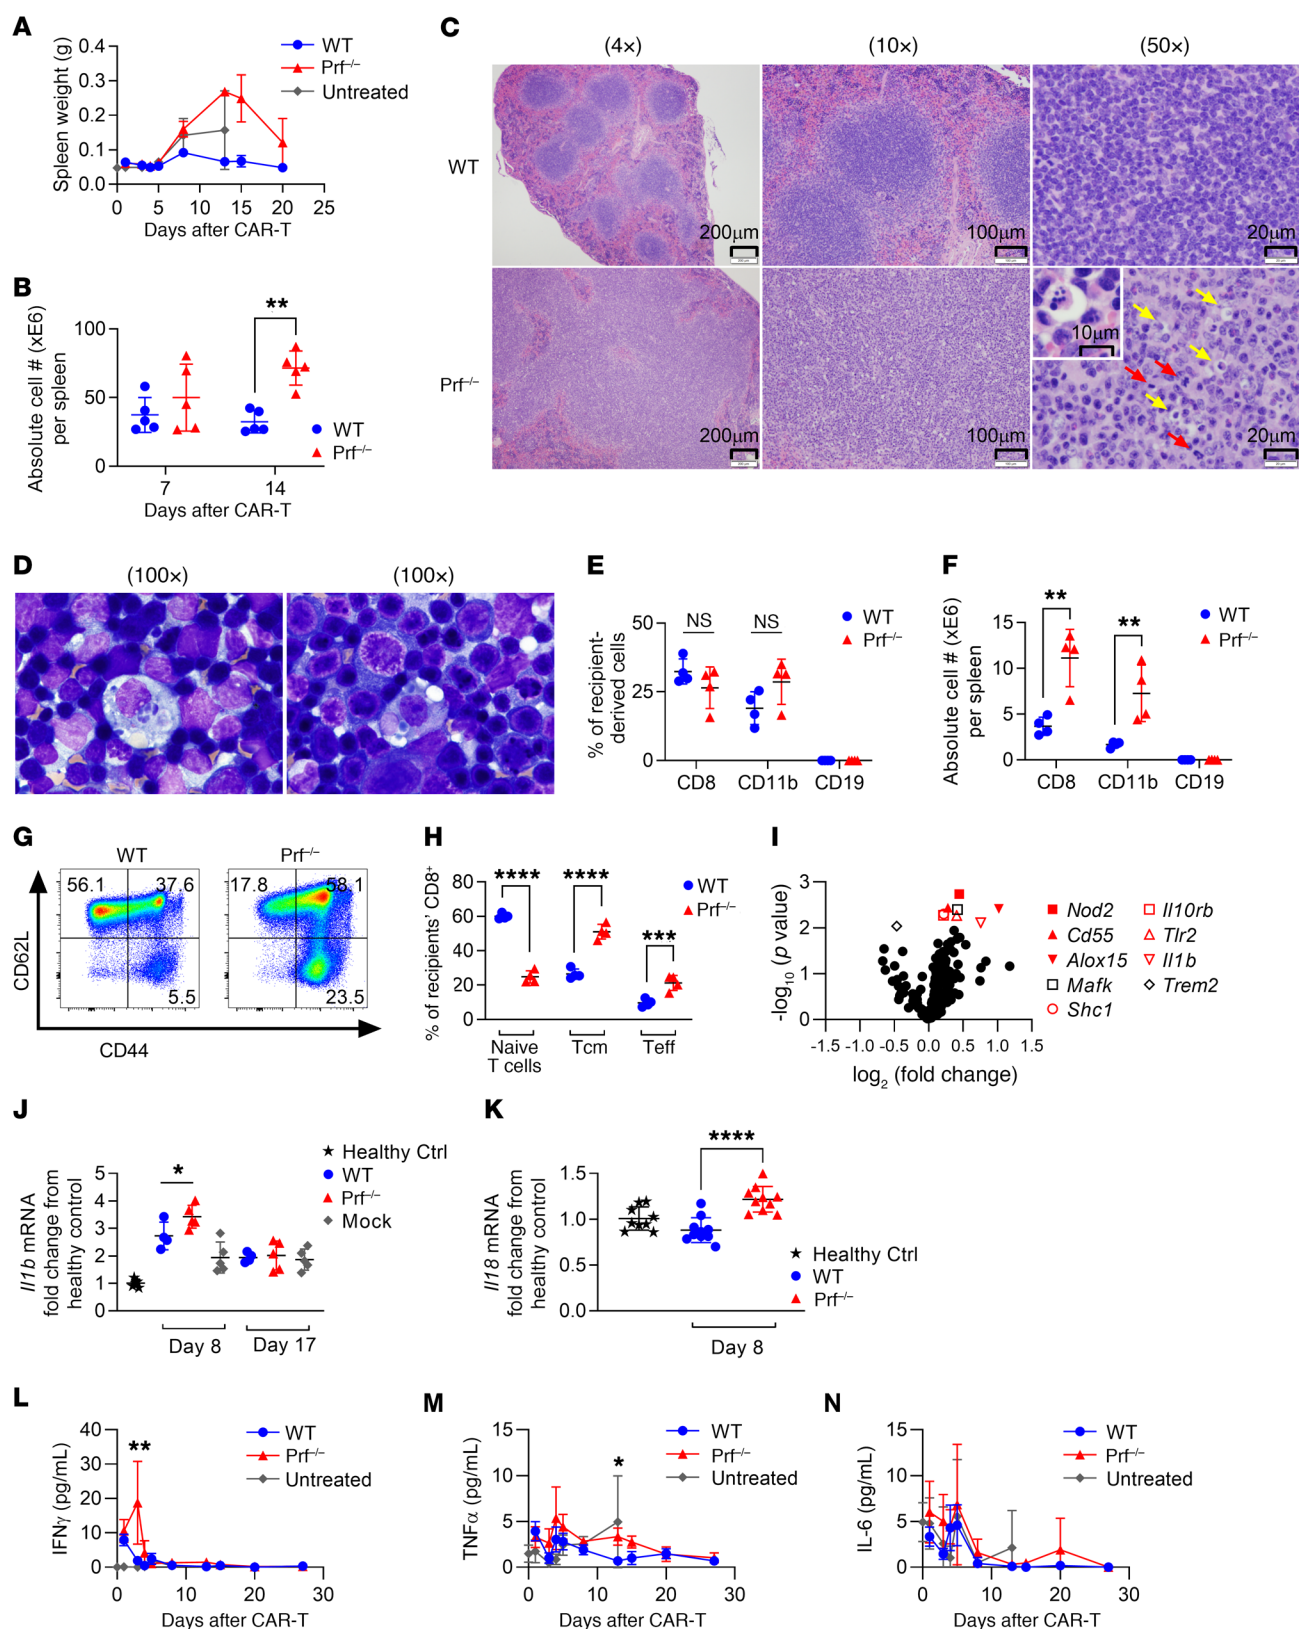 A
Spleen weight (g)
0.4
0.3
0.2
0.1
0.0
0 5 10 15 20 25
Days after CAR-T
WT
Prf–/–
Untreated
B
Absolute cell # (xE6)
per spleen
100
50
0
**
7 14
Days after CAR-T
WT
Prf–/–
C
(4×) (10×) (50×)
WT
200µm 100µm 20µm
Prf–/–
10µm
200µm 100µm 20µm
D
(100×) (100×)
E
% of recipient-
derived cells
50
25
0
NS NS
CD8 CD11b CD19
WT
Prf–/–
F
Absolute cell # (xE6)
per spleen
15
10
5
0
** **
CD8 CD11b CD19
WT
Prf–/–
G
WT Prf–/–
56.1 37.6 17.8 58.1
5.5 23.5
CD62L
CD44
H
% of recipients' CD8+
80
60
40
20
0
**** **** ***
Naive
T cells
Tcm Teff
WT
Prf–/–
I
-log10 (p value)
3
2
1
0
-1.5 -1.0 -0.5 0.0 0.5 1.0 1.5
log2 (fold change)
Nod2 Il10rb
Cd55 Tlr2
Alox15 Il1b
Mafk Trem2
Shc1
J
Il1b mRNA
fold change from
healthy control
5
4
3
2
1
0
*
Day 8 Day 17
Healthy Ctrl
WT
Prf–/–
Mock
K
Il18 mRNA
fold change from
healthy control
1.5
1.0
0.5
0.0
****
Day 8
Healthy Ctrl
WT
Prf–/–
L
IFNγ (pg/mL)
40
30
20
10
0
**
0 10 20 30
Days after CAR-T
WT
Prf–/–
Untreated
M
TNFα (pg/mL)
15
10
5
0
*
0 10 20 30
Days after CAR-T
WT
Prf–/–
Untreated
N
IL-6 (pg/mL)
15
10
5
0
0 10 20 30
Days after CAR-T
WT
Prf–/–
Untreated